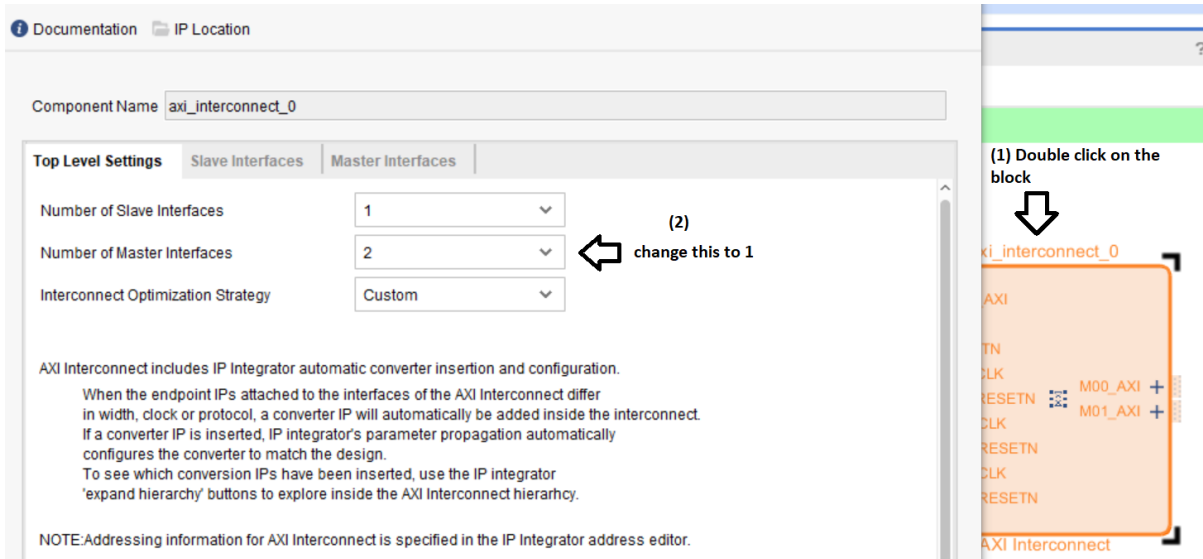 Documentation IP Location
?
Component Name axi_interconnect_0
Top Level Settings Slave Interfaces Master Interfaces
(1) Double click on the
block
Number of Slave Interfaces 1
(2)
Number of Master Interfaces 2
change this to 1
Interconnect Optimization Strategy Custom
AXI Interconnect includes IP Integrator automatic converter insertion and configuration.
When the endpoint IPs attached to the interfaces of the AXI Interconnect differ
in width, clock or protocol, a converter IP will automatically be added inside the interconnect.
If a converter IP is inserted, IP integrator's parameter propagation automatically
configures the converter to match the design.
To see which conversion IPs have been inserted, use the IP integrator
'expand hierarchy' buttons to explore inside the AXI Interconnect hierarhcy.
NOTE:Addressing information for AXI Interconnect is specified in the IP Integrator address editor.
xi_interconnect_0
AXI
TN
CLK
RESETN
CLK
RESETN
CLK
RESETN
M00_AXI
M01_AXI
AXI Interconnect